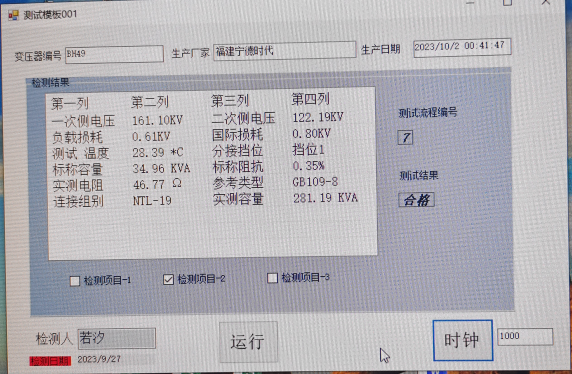 测试模板001
变压器编号 BH49 生产厂家 福建宁德时代 生产日期 2023/10/2 00:41:47
检测结果
第一列 第二列 第三列 第四列
一次侧电压 161.10KV 二次侧电压 122.19KV
负载损耗 0.61KV 国际损耗 0.80KV
测试 温度 28.39 *C 分接挡位 挡位1
标称容量 34.96 KVA 标称阻抗 0.35%
实测电阻 46.77 Ω 参考类型 GB109-8
连接组别 NTL-19 实测容量 281.19 KVA
测试流程编号
7
测试结果
合格
检测项目-1 检测项目-2 检测项目-3
检测人 若汐 运行 时钟 1000
检测日期 2023/9/27